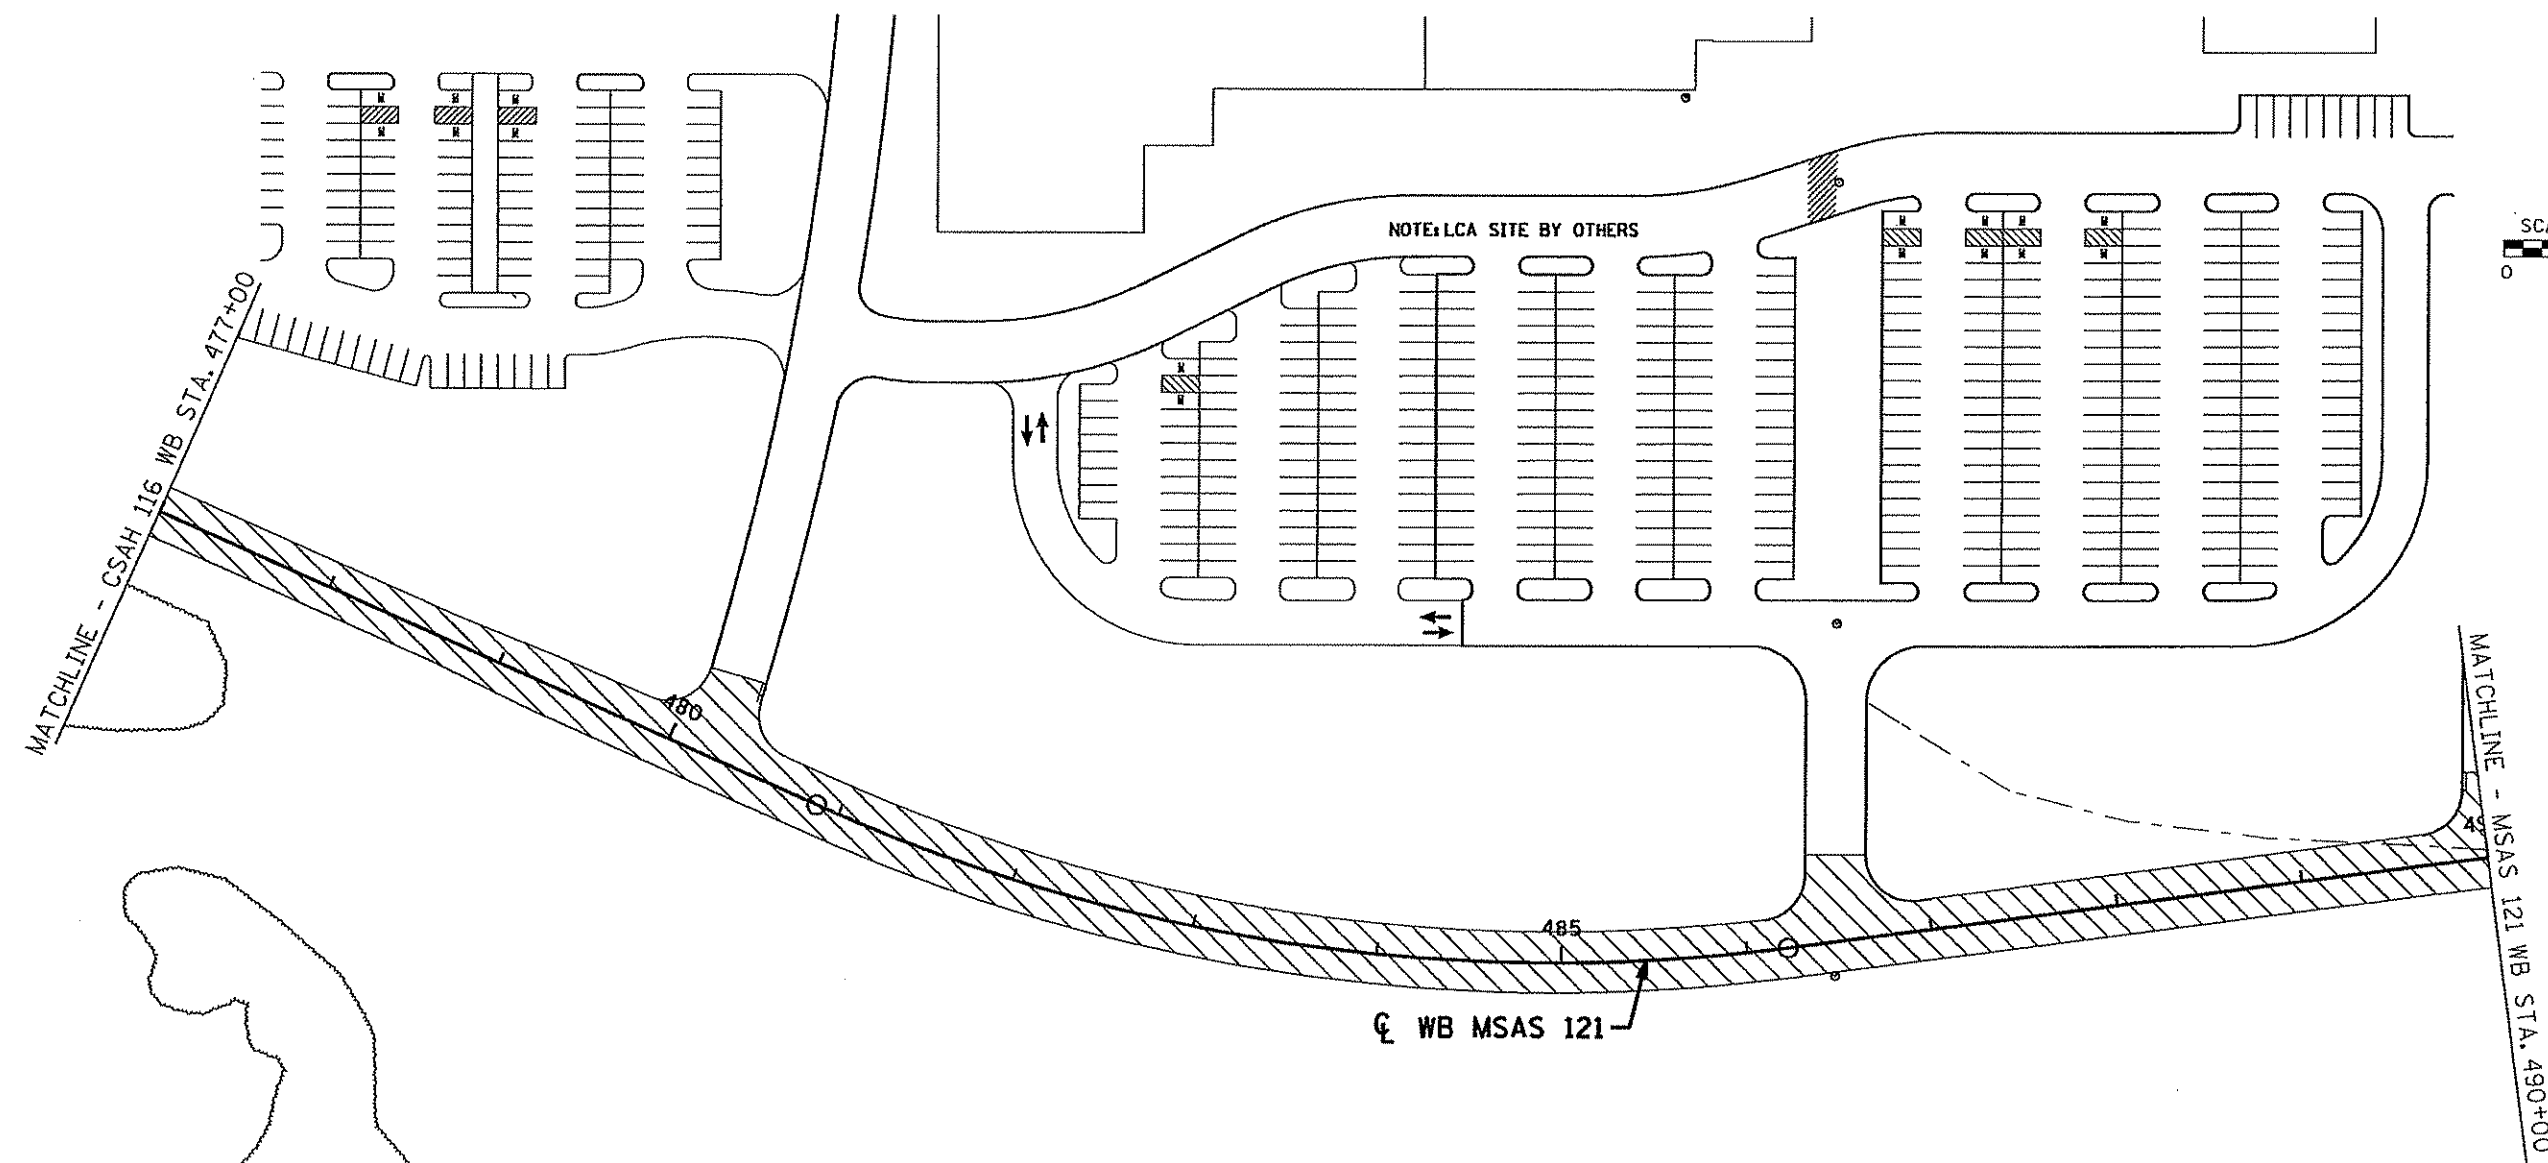 NOTE: LCA SITE BY OTHERS
0
MATCHLINE - CSAH 116 WB STA. 477+00
480
485
℄ WB MSAS 121
MATCHLINE - MSAS 121 WB STA. 490+00